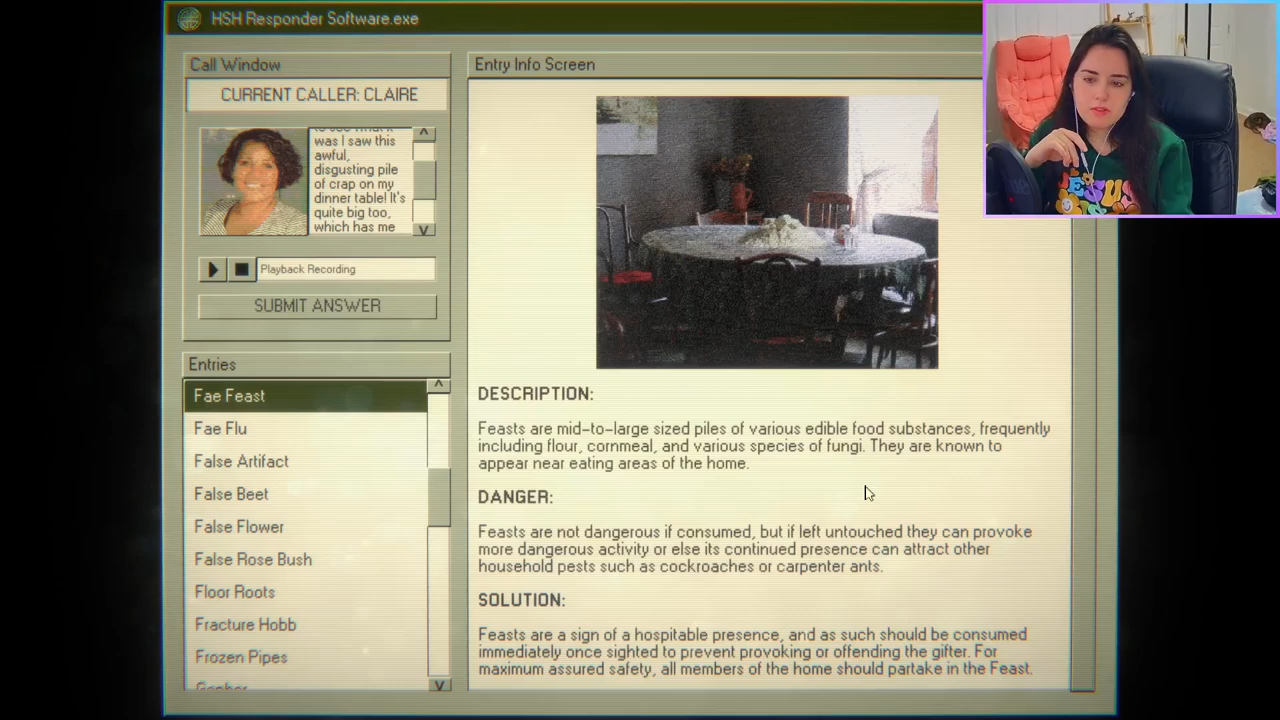 HSH Responder Software.exe
Call Window
CURRENT CALLER: CLAIRE
was I saw this
awful,
disgusting pile
of crap on my
dinner table! It's
quite big too,
which has me
Playback Recording
SUBMIT ANSWER
Entries
Fae Feast
Fae Flu
False Artifact
False Beet
False Flower
False Rose Bush
Floor Roots
Fracture Hobb
Frozen Pipes
Entry Info Screen
DESCRIPTION:
Feasts are mid-to-large sized piles of various edible food substances, frequently
including flour, cornmeal, and various species of fungi. They are known to
appear near eating areas of the home.
DANGER:
Feasts are not dangerous if consumed, but if left untouched they can provoke
more dangerous activity or else its continued presence can attract other
household pests such as cockroaches or carpenter ants.
SOLUTION:
Feasts are a sign of a hospitable presence, and as such should be consumed
immediately once sighted to prevent provoking or offending the gifter. For
maximum assured safety, all members of the home should partake in the Feast.
JESUS